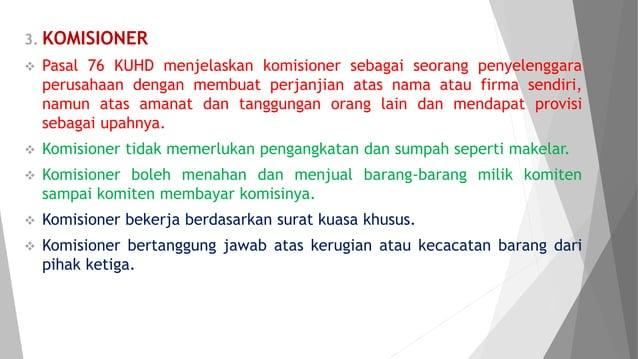 3. KOMISIONER
❖ Pasal 76 KUHD menjelaskan komisioner sebagai seorang penyelenggara
perusahaan dengan membuat perjanjian atas nama atau firma sendiri,
namun atas amanat dan tanggungan orang lain dan mendapat provisi
sebagai upahnya.
❖ Komisioner tidak memerlukan pengangkatan dan sumpah seperti makelar.
❖ Komisioner boleh menahan dan menjual barang-barang milik komiten
sampai komiten membayar komisinya.
❖ Komisioner bekerja berdasarkan surat kuasa khusus.
❖ Komisioner bertanggung jawab atas kerugian atau kecacatan barang dari
pihak ketiga.